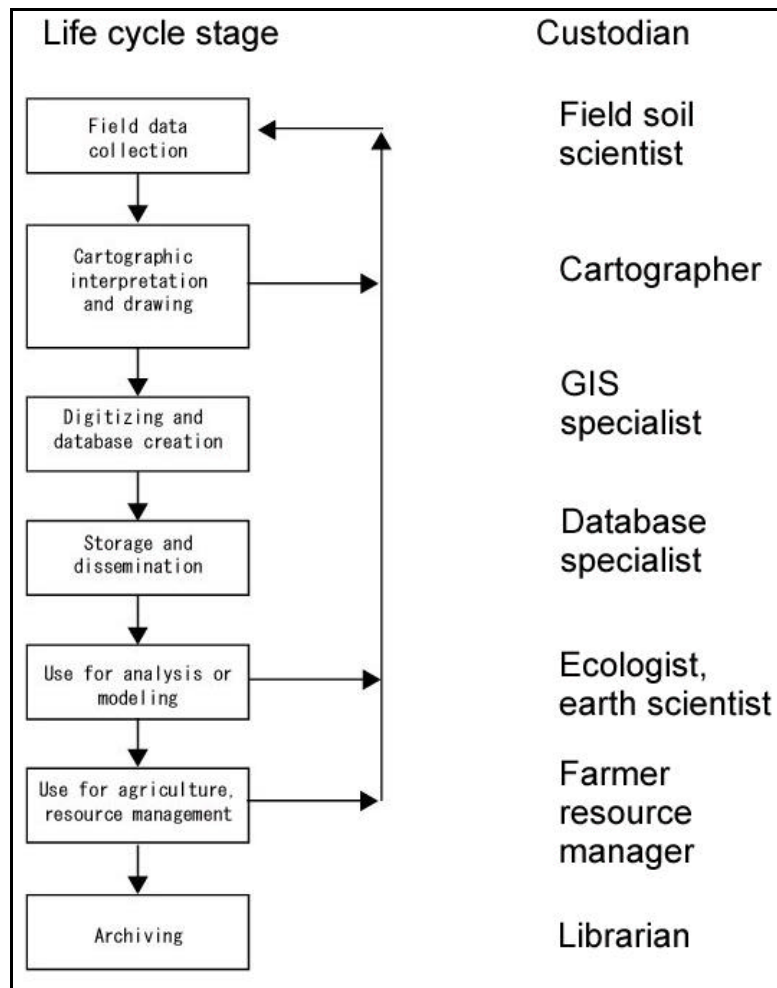 Life cycle stage
Custodian
Field data
collection
Field soil
scientist
Cartographic
interpretation
and drawing
Cartographer
Digitizing and
database creation
GIS
specialist
Storage and
dissemination
Database
specialist
Use for analysis or
modeling
Ecologist,
earth scientist
Use for agriculture,
resource management
Farmer
resource
manager
Archiving
Librarian